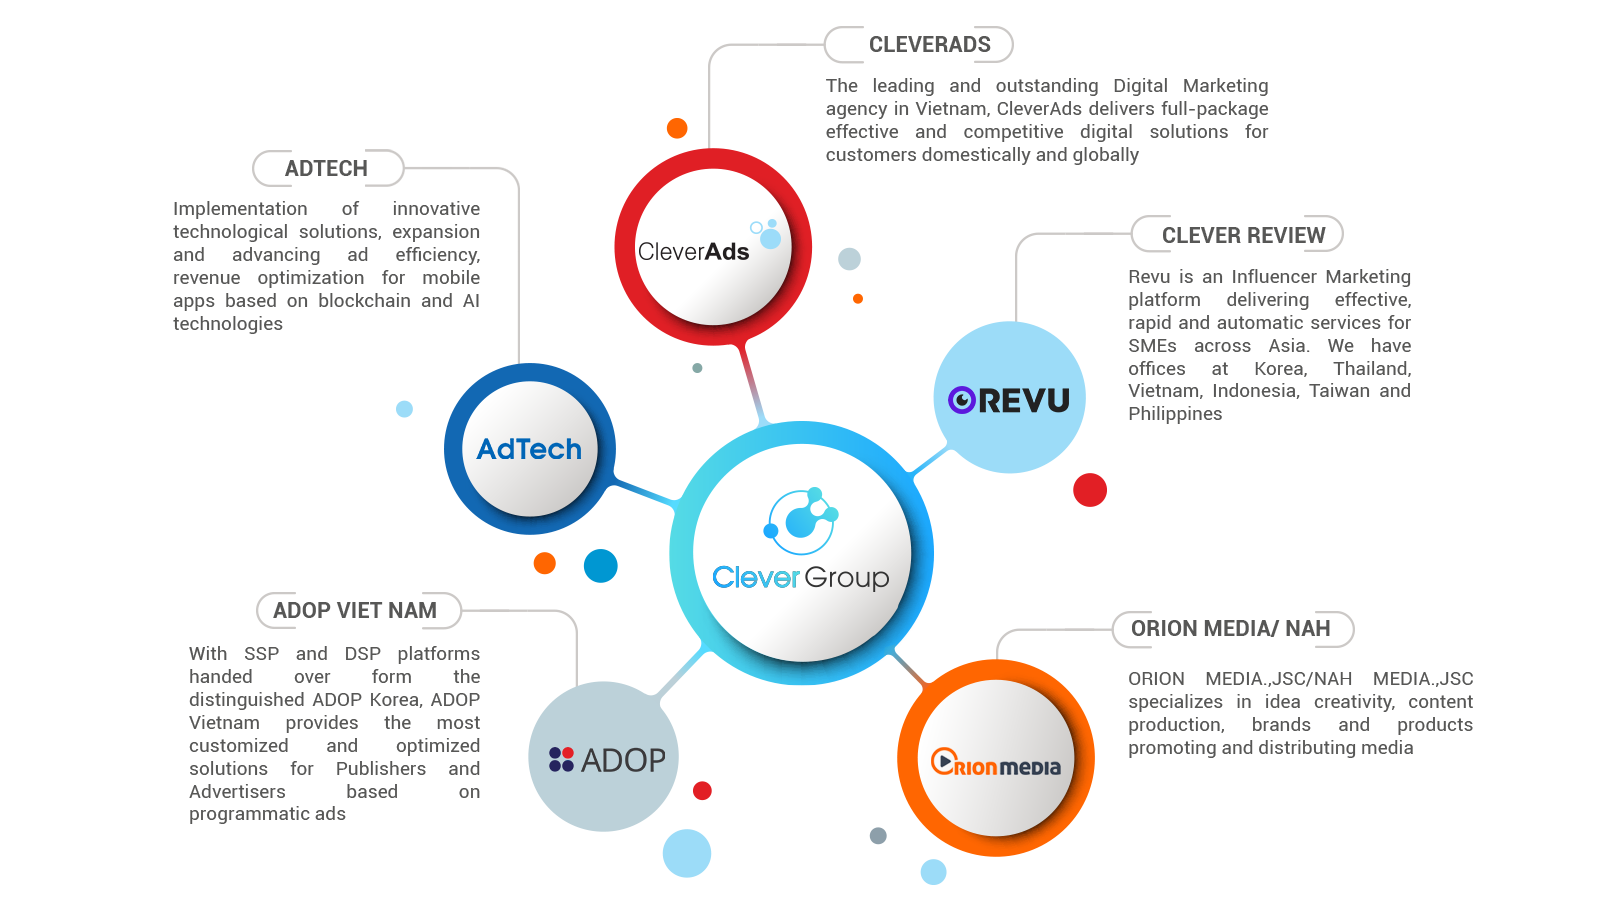 CLEVERADS
The leading and outstanding Digital Marketing
agency in Vietnam, CleverAds delivers full-package
effective and competitive digital solutions for
customers domestically and globally
ADTECH
Implementation of innovative
technological solutions, expansion
and advancing ad efficiency,
revenue optimization for mobile
apps based on blockchain and AI
technologies
CleverAds
CLEVER REVIEW
Revu is an Influencer Marketing
platform delivering effective,
rapid and automatic services for
SMEs across Asia. We have
offices at Korea, Thailand,
Vietnam, Indonesia, Taiwan and
Philippines
REVU
AdTech
Clever Group
ADOP VIET NAM
With SSP and DSP platforms
handed over form the
distinguished ADOP Korea, ADOP
Vietnam provides the most
customized and optimized
solutions for Publishers and
Advertisers based on
programmatic ads
ADOP
ORION MEDIA/ NAH
ORION MEDIA.,JSC/NAH MEDIA.,JSC
specializes in idea creativity, content
production, brands and products
promoting and distributing media
ORION MEDIA